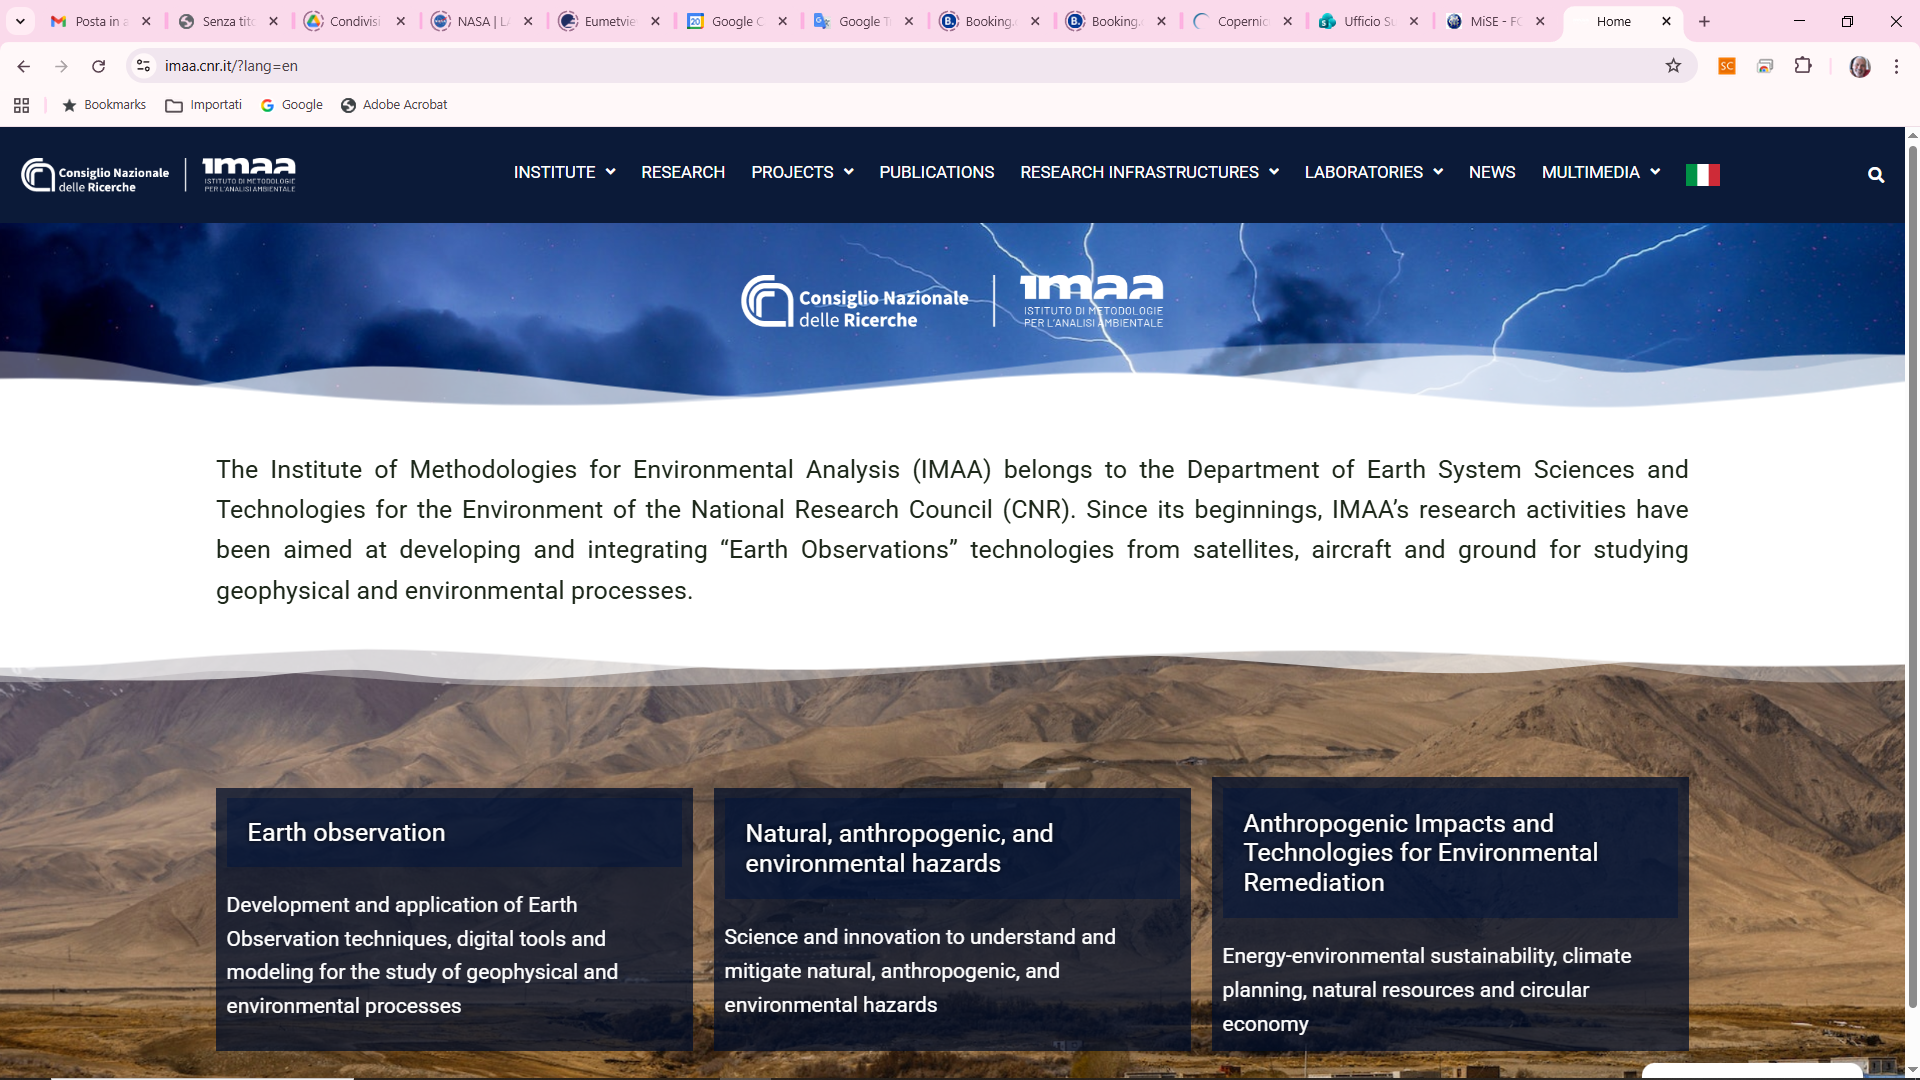 Posta in a
Senza tito
Condivisi
NASA | LA
Eumetvie
Google C
Google Tr
Booking.
Booking.
Copernic
Ufficio Su
MiSE - FO
Home
imaa.cnr.it/?lang=en
SC
Bookmarks
Importati
Google
Adobe Acrobat
Consiglio Nazionale
delle Ricerche
imaa
ISTITUTO DI METODOLOGIE
PER L'ANALISI AMBIENTALE
INSTITUTE
RESEARCH
PROJECTS
PUBLICATIONS
RESEARCH INFRASTRUCTURES
LABORATORIES
NEWS
MULTIMEDIA
Consiglio Nazionale
delle Ricerche
imaa
ISTITUTO DI METODOLOGIE
PER L'ANALISI AMBIENTALE
The Institute of Methodologies for Environmental Analysis (IMAA) belongs to the Department of Earth System Sciences and
Technologies for the Environment of the National Research Council (CNR). Since its beginnings, IMAA’s research activities have
been aimed at developing and integrating “Earth Observations” technologies from satellites, aircraft and ground for studying
geophysical and environmental processes.
Earth observation
Development and application of Earth
Observation techniques, digital tools and
modeling for the study of geophysical and
environmental processes
Natural, anthropogenic, and
environmental hazards
Science and innovation to understand and
mitigate natural, anthropogenic, and
environmental hazards
Anthropogenic Impacts and
Technologies for Environmental
Remediation
Energy-environmental sustainability, climate
planning, natural resources and circular
economy